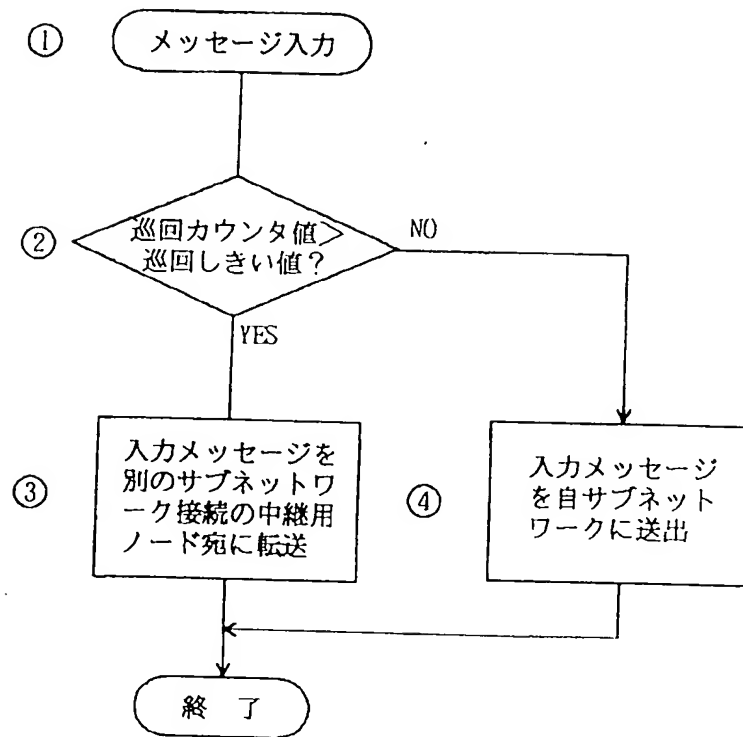 ① メッセージ入力
② 巡回カウンタ値>
巡回しきい値?
NO
YES
③ 入力メッセージを
別のサブネットワ
ーク接続の中継用
ノード宛に転送
④ 入力メッセージ
を自サブネット
ワークに送出
終 了